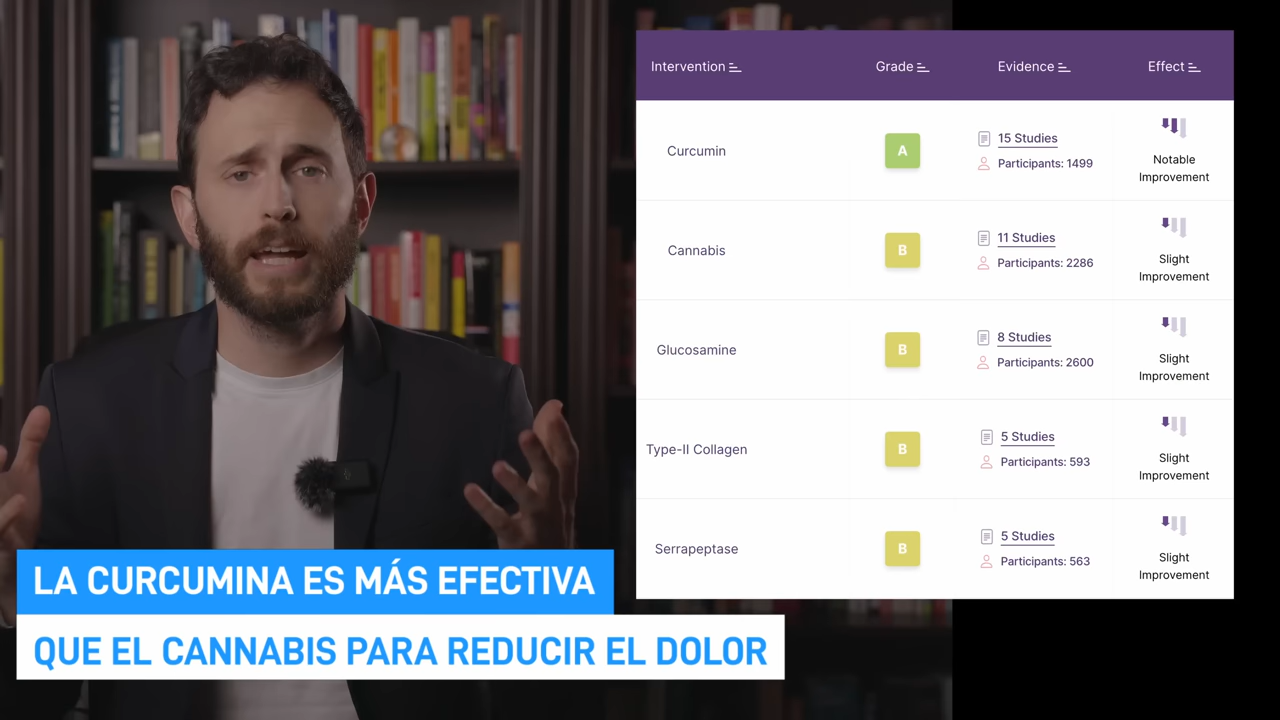 Intervention Grade Evidence Effect
Curcumin A 15 Studies
Participants: 1499
Notable
Improvement
Cannabis B 11 Studies
Participants: 2286
Slight
Improvement
Glucosamine B 8 Studies
Participants: 2600
Slight
Improvement
Type-II Collagen B 5 Studies
Participants: 593
Slight
Improvement
Serrapeptase B 5 Studies
Participants: 563
Slight
Improvement
LA CURCUMINA ES MÁS EFECTIVA
QUE EL CANNABIS PARA REDUCIR EL DOLOR